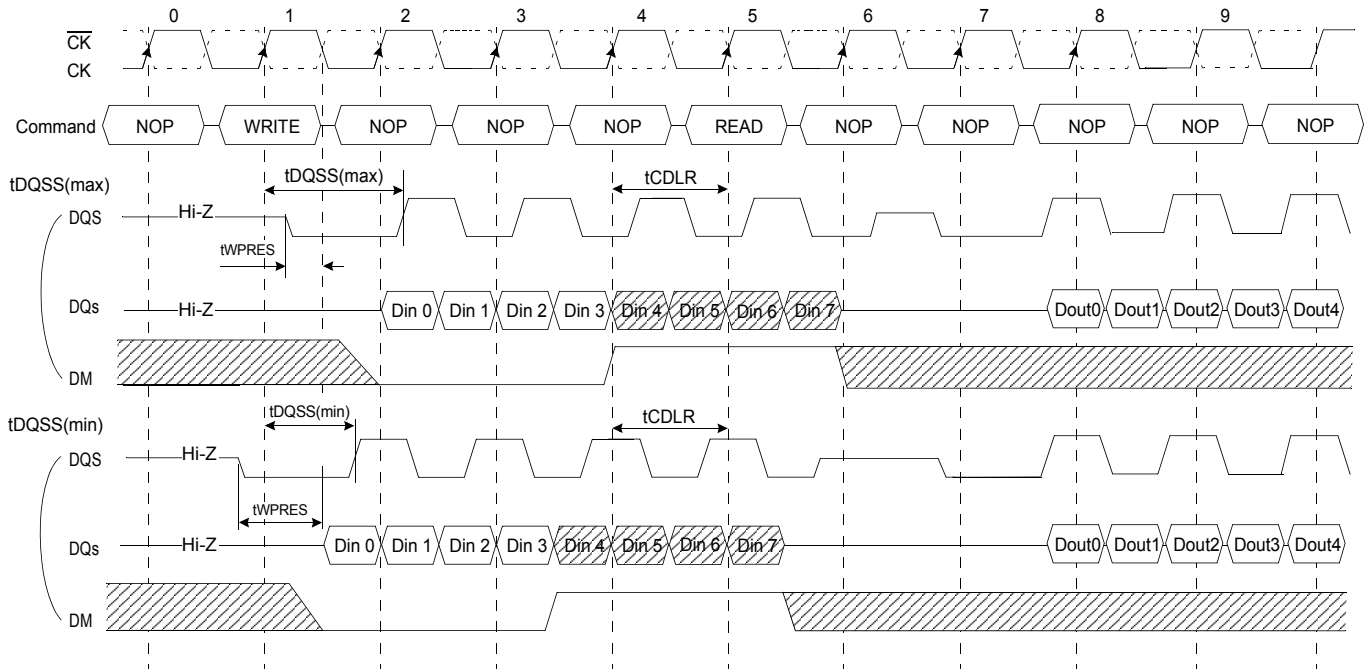 0 1 2 3 4 5 6 7 8 9
CK
CK
Command NOP WRITE NOP NOP NOP READ NOP NOP NOP NOP NOP
tDQSS(max) tDQSS(max) tCDLR
DQS Hi-Z
tWPRES
DQs Hi-Z Din 0 Din 1 Din 2 Din 3 Din 4 Din 5 Din 6 Din 7 Dout0 Dout1 Dout2 Dout3 Dout4
DM
tDQSS(min) tDQSS(min) tCDLR
DQS Hi-Z
tWPRES
DQs Hi-Z Din 0 Din 1 Din 2 Din 3 Din 4 Din 5 Din 6 Din 7 Dout0 Dout1 Dout2 Dout3 Dout4
DM